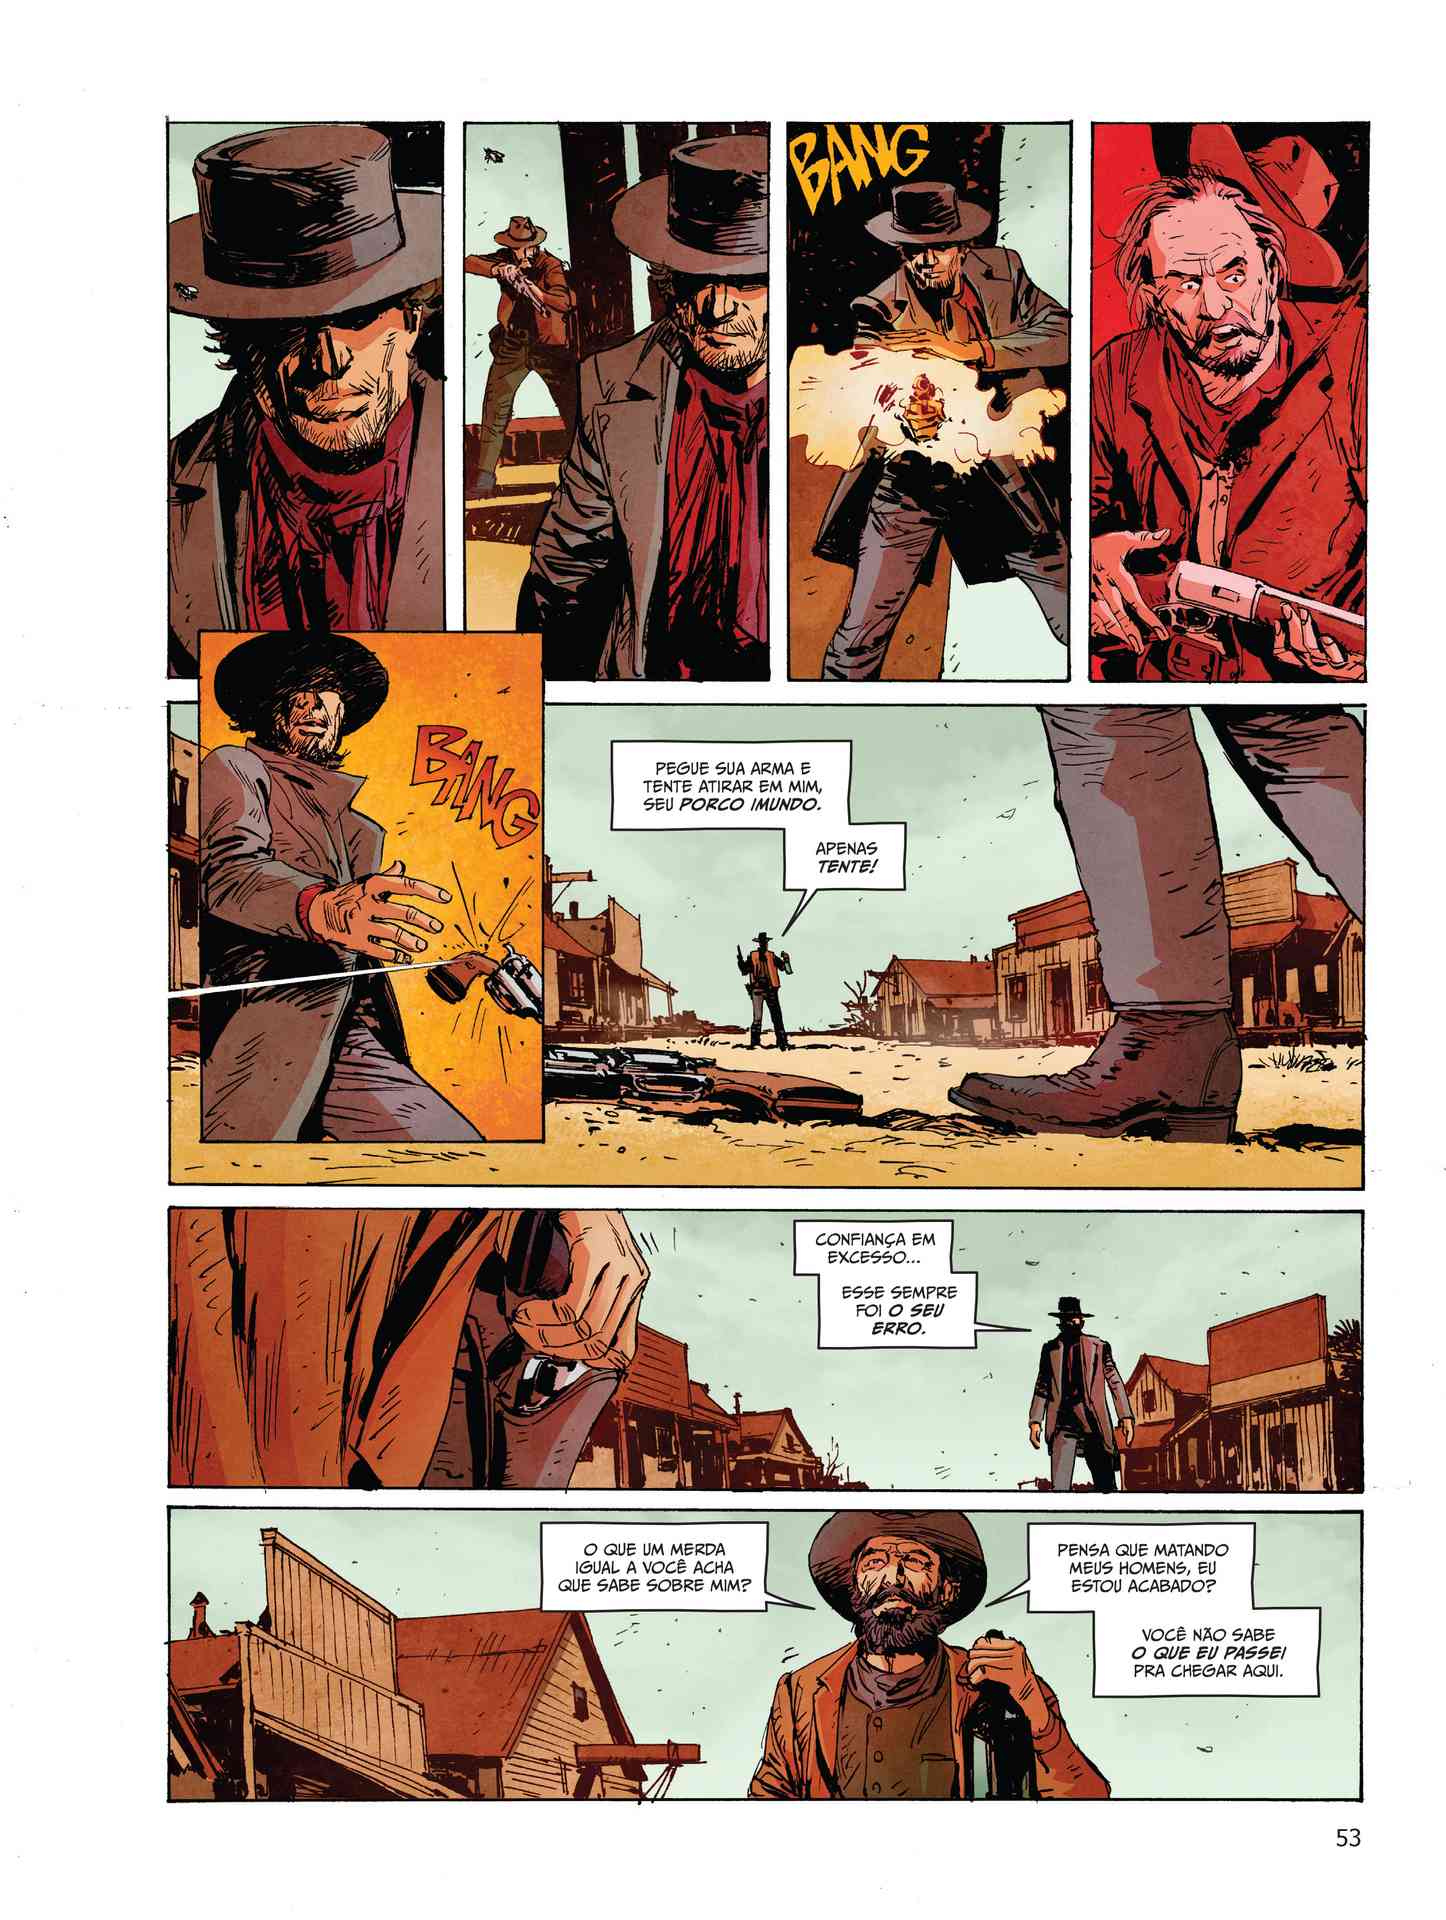 BANG
BANG
PEGUE SUA ARMA E
TENTE ATIRAR EM MIM,
SEU PORCO IMUNDO.
APENAS
TENTE!
CONFIANÇA EM
EXCESSO...
ESSE SEMPRE
FOI O SEU
ERRO.
O QUE UM MERDA
IGUAL A VOCÊ ACHA
QUE SABE SOBRE MIM?
PENSA QUE MATANDO
MEUS HOMENS, EU
ESTOU ACABADO?
VOCÊ NÃO SABE
O QUE EU PASSEI
PRA CHEGAR AQUI.
53